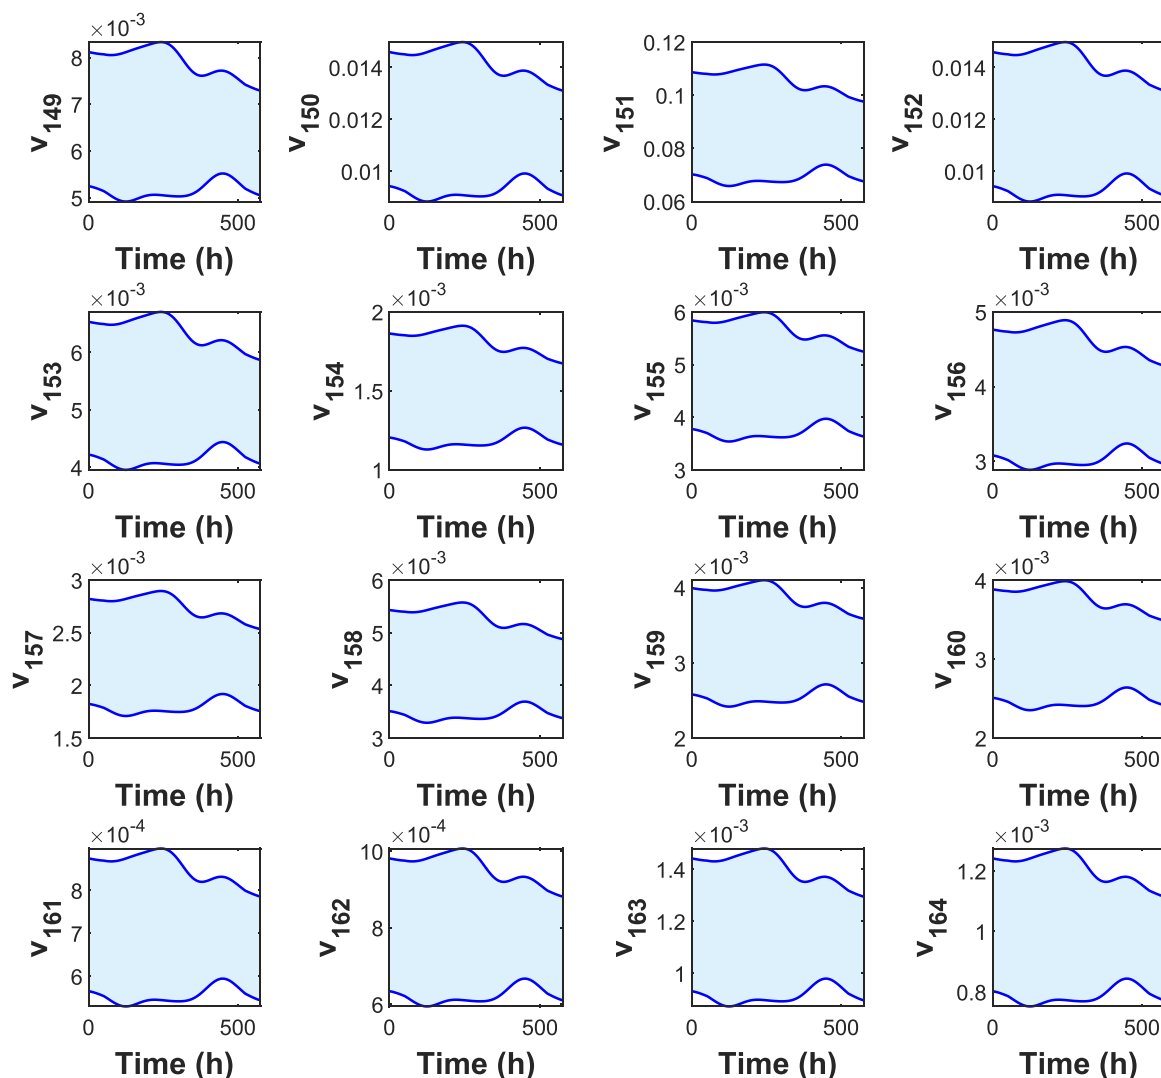 ×10⁻³
8
7
6
5
v₁₄₉
0 500
Time (h)
0.014
0.012
0.01
v₁₅₀
0 500
Time (h)
0.12
0.1
0.08
0.06
v₁₅₁
0 500
Time (h)
0.014
0.012
0.01
v₁₅₂
0 500
Time (h)
×10⁻³
6
5
4
v₁₅₃
0 500
Time (h)
×10⁻³
2
1.5
1
v₁₅₄
0 500
Time (h)
×10⁻³
6
5
4
3
v₁₅₅
0 500
Time (h)
×10⁻³
5
4
3
v₁₅₆
0 500
Time (h)
×10⁻³
3
2.5
2
1.5
v₁₅₇
0 500
Time (h)
×10⁻³
6
5
4
3
v₁₅₈
0 500
Time (h)
×10⁻³
4
3
2
v₁₅₉
0 500
Time (h)
×10⁻³
4
3
2
v₁₆₀
0 500
Time (h)
×10⁻⁴
8
7
6
v₁₆₁
0 500
Time (h)
×10⁻⁴
10
8
6
v₁₆₂
0 500
Time (h)
×10⁻³
1.4
1.2
1
v₁₆₃
0 500
Time (h)
×10⁻³
1.2
1
0.8
v₁₆₄
0 500
Time (h)